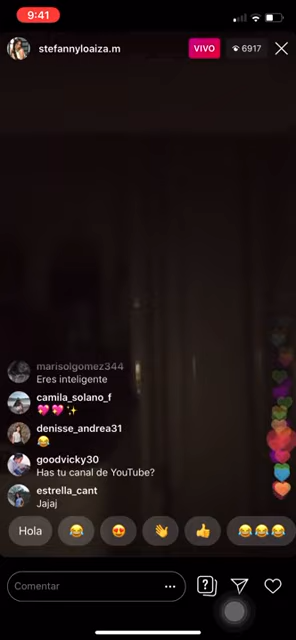 9:41
stefannyloaiza.m VIVO 6917
marisolgomez344
Eres inteligente
camila_solano_f
💖💖✨
denisse_andrea31
😂
goodvicky30
Has tu canal de YouTube?
estrella_cant
Jajaj
Hola 😂 😍 👋 👍 😂😂😂
Comentar